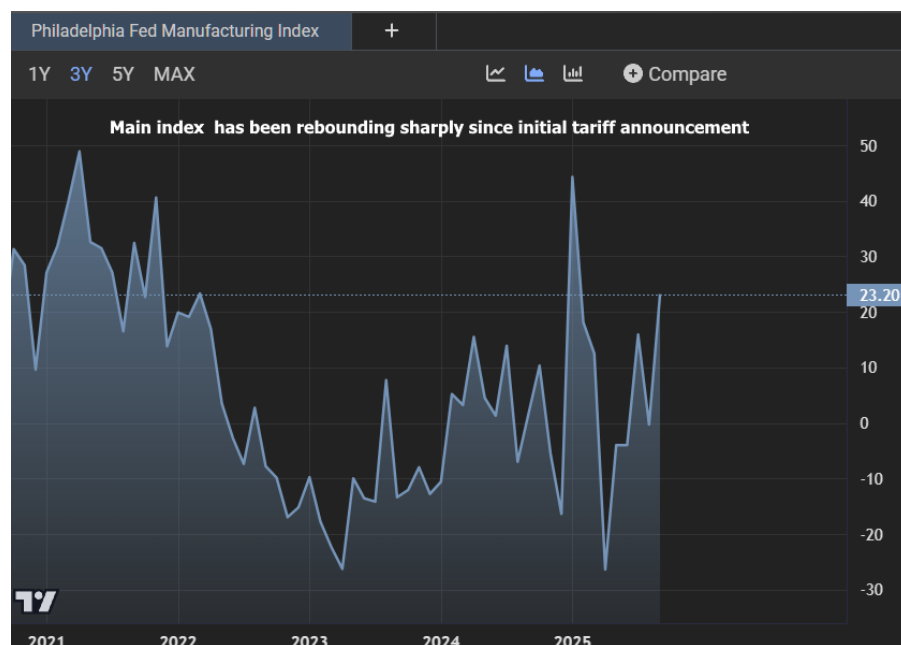 Philadelphia Fed Manufacturing Index +
1Y 3Y 5Y MAX Compare
Main index has been rebounding sharply since initial tariff announcement
50
40
30
23.20
20
10
0
-10
-20
-30
2021 2022 2023 2024 2025